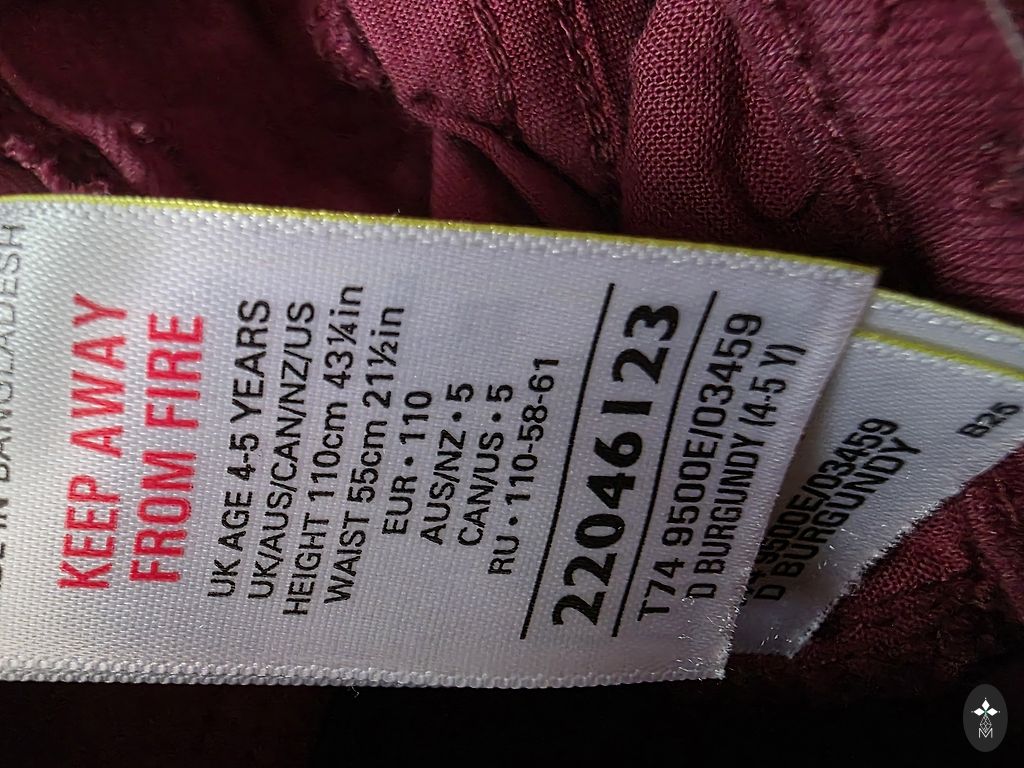 IN BANGLADESH
KEEP AWAY
FROM FIRE
UK AGE 4-5 YEARS
UK/AUS/CAN/NZ/US
HEIGHT 110cm 43¼in
WAIST 55cm 21½in
EUR • 110
AUS/NZ • 5
CAN/US • 5
RU • 110-58-61
22046123
T74 9500E/03459
D BURGUNDY (4-5 Y)
9500E/03459
D BURGUNDY
B25
M